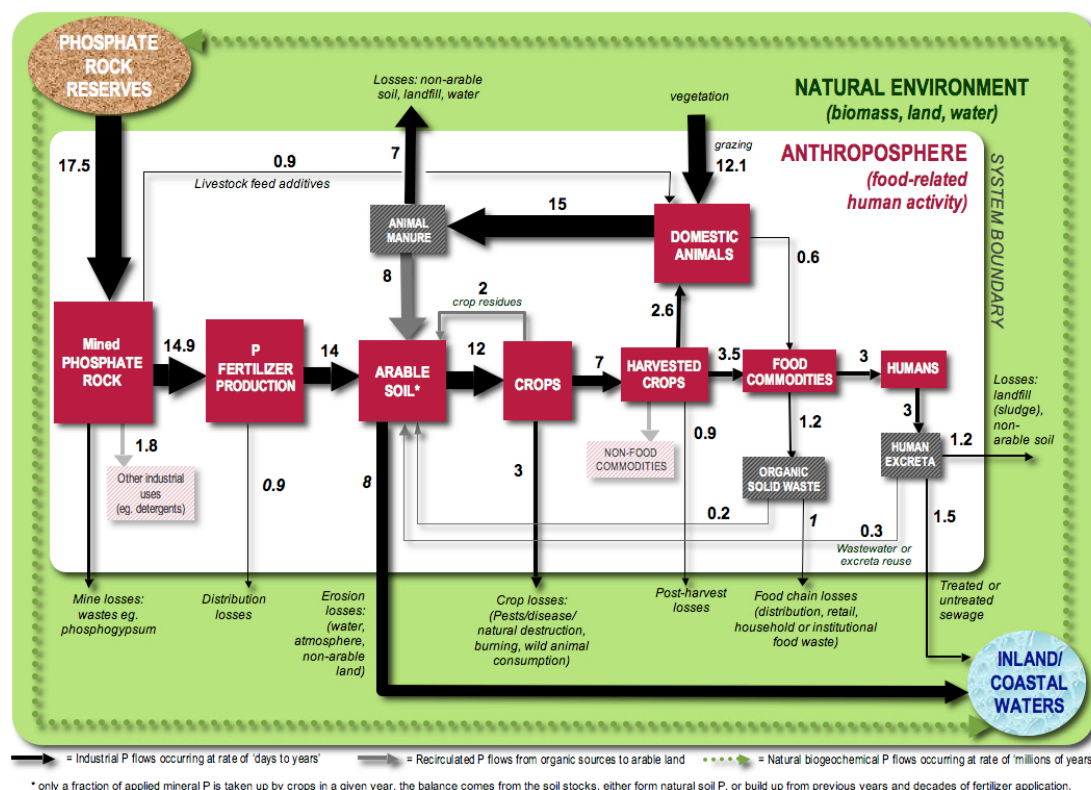 PHOSPHATE
ROCK
RESERVES
Losses: non-arable
soil, landfill, water
vegetation
NATURAL ENVIRONMENT
(biomass, land, water)
17.5
0.9
Livestock feed additives
7
grazing
12.1
ANTHROPOSPHERE
(food-related
human activity)
SYSTEM BOUNDARY
ANIMAL
MANURE
15
DOMESTIC
ANIMALS
0.6
8
2
crop residues
2.6
Mined
PHOSPHATE
ROCK
14.9
P
FERTILIZER
PRODUCTION
14
ARABLE
SOIL*
12
CROPS
7
HARVESTED
CROPS
3.5
FOOD
COMMODITIES
3
HUMANS
Losses:
landfill
(sludge),
non-
arable soil
1.8
Other industrial
uses
(eg. detergents)
0.9
8
3
NON-FOOD
COMMODITIES
0.9
1.2
ORGANIC
SOLID WASTE
3
HUMAN
EXCRETA
1.2
0.2
1
0.3
Wastewater or
excreta reuse
1.5
Mine losses:
wastes eg.
phosphogypsum
Distribution
losses
Erosion
losses:
(water,
atmosphere,
non-arable
land)
Crop losses:
(Pests/disease/
natural destruction,
burning, wild animal
consumption)
Post-harvest
losses
Food chain losses
(distribution, retail,
household or institutional
food waste)
Treated or
untreated
sewage
INLAND/
COASTAL
WATERS
= Industrial P flows occurring at rate of 'days to years'
= Recirculated P flows from organic sources to arable land
= Natural biogeochemical P flows occurring at rate of 'millions of years
* only a fraction of applied mineral P is taken up by crops in a given year, the balance comes from the soil stocks, either form natural soil P, or build up from previous years and decades of fertilizer application.